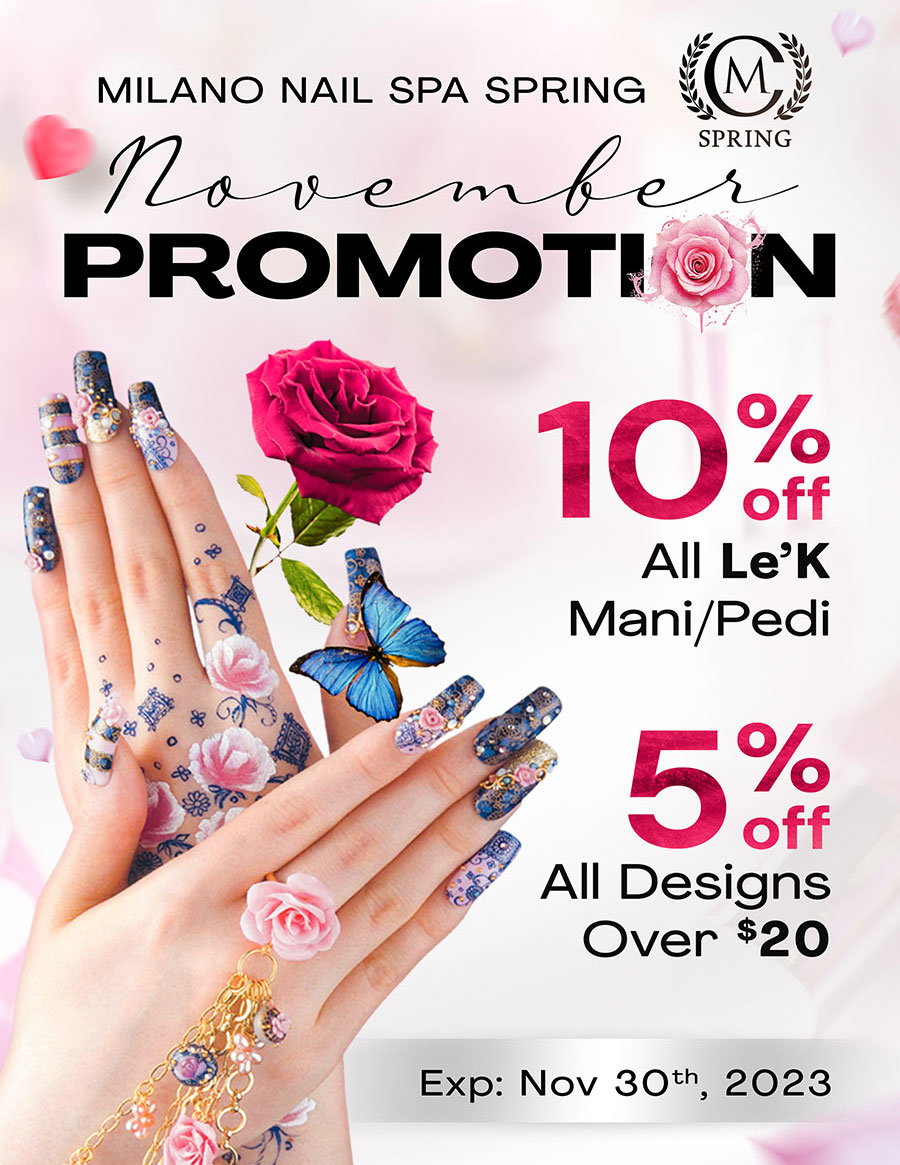 MILANO NAIL SPA SPRING
MC
SPRING
November
PROMOTION
10% off
All Le'K
Mani/Pedi
5% off
All Designs
Over $20
Exp: Nov 30th, 2023